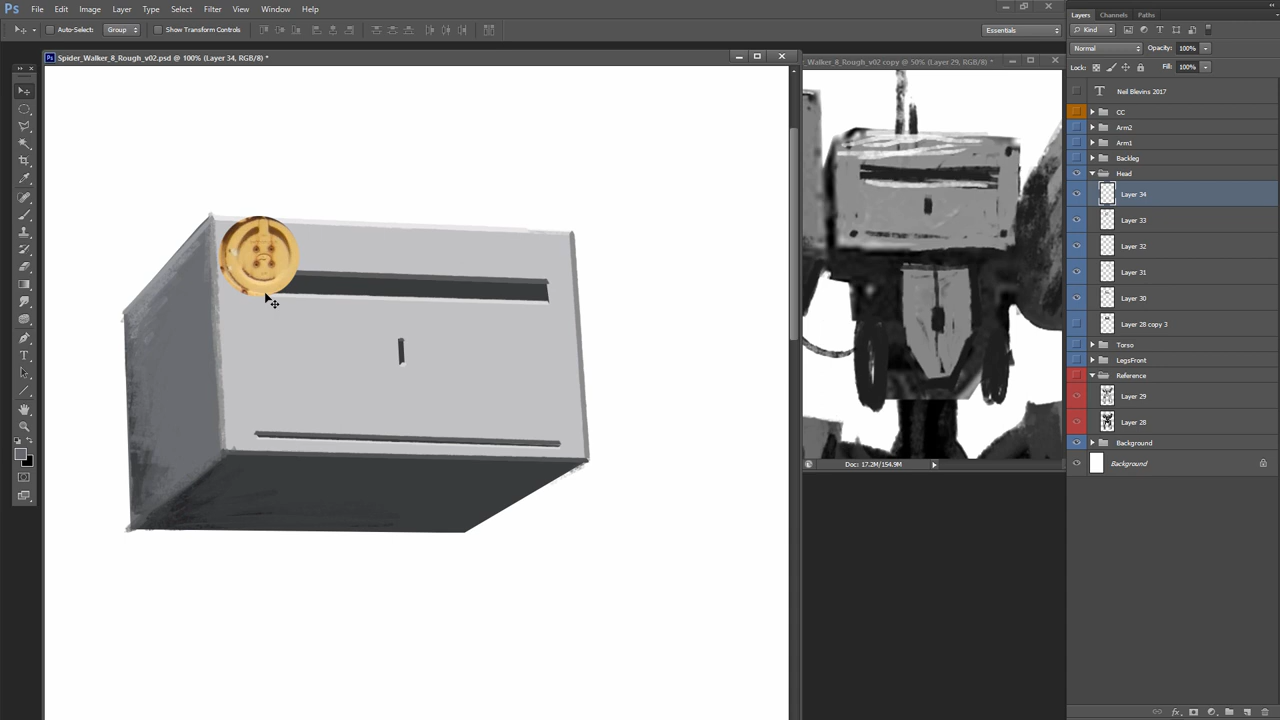 Ps File Edit Image Layer Type Select Filter View Window Help
Auto-Select: Group Show Transform Controls Essentials
Spider_Walker_8_Rough_v02.psd @ 100% (Layer 34, RGB/8) *
_Walker_8_Rough_v02 copy @ 50% (Layer 29, RGB/8) *
Layers Channels Paths
Kind
Normal Opacity: 100%
Lock: Fill: 100%
T Neil Blevins 2017
CC
Arm2
Arm1
Backleg
Head
Layer 34
Layer 33
Layer 32
Layer 31
Layer 30
Layer 28 copy 3
Torso
LegsFront
Reference
Layer 29
Layer 28
Background
Background
Doc: 17.2M/154.9M